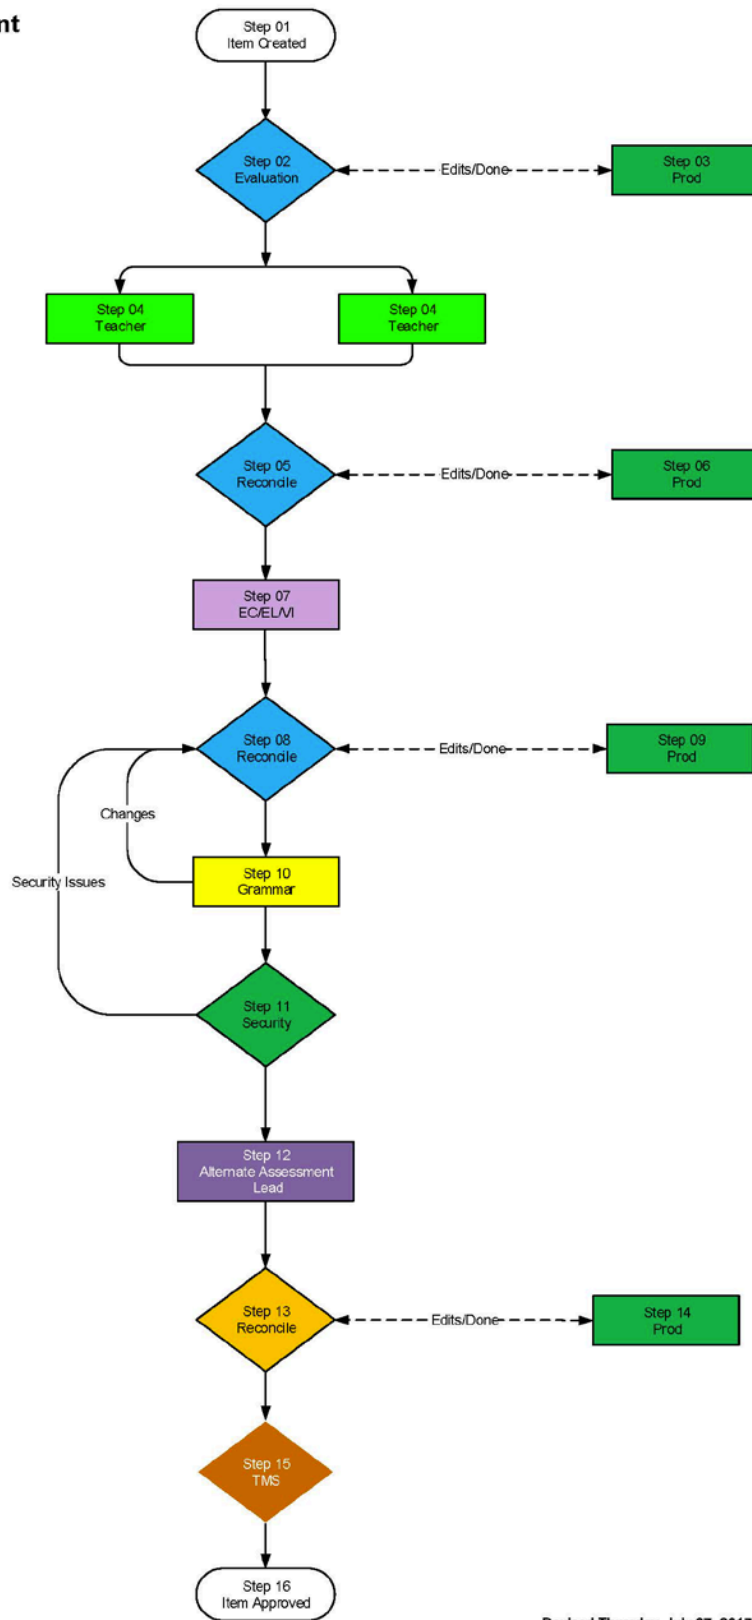 nt
Step 01
Item Created
Step 02
Evaluation
Edits/Done
Step 03
Prod
Step 04
Teacher
Step 04
Teacher
Step 05
Reconcile
Edits/Done
Step 06
Prod
Step 07
EC/EL/VI
Step 08
Reconcile
Edits/Done
Step 09
Prod
Changes
Step 10
Grammar
Security Issues
Step 11
Security
Step 12
Alternate Assessment
Lead
Step 13
Reconcile
Edits/Done
Step 14
Prod
Step 15
TMS
Step 16
Item Approved